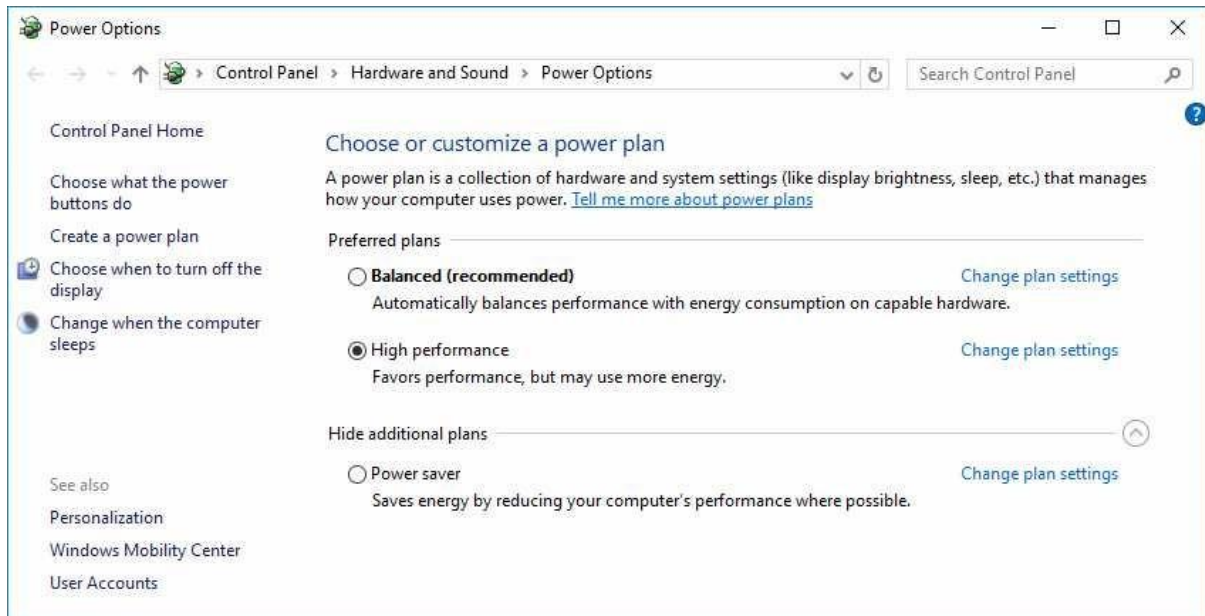 Power Options
Control Panel > Hardware and Sound > Power Options
Search Control Panel
Control Panel Home
Choose what the power
buttons do
Create a power plan
Choose when to turn off the
display
Change when the computer
sleeps
See also
Personalization
Windows Mobility Center
User Accounts
?
Choose or customize a power plan
A power plan is a collection of hardware and system settings (like display brightness, sleep, etc.) that manages
how your computer uses power. Tell me more about power plans
Preferred plans
Balanced (recommended) Change plan settings
Automatically balances performance with energy consumption on capable hardware.
High performance Change plan settings
Favors performance, but may use more energy.
Hide additional plans
Power saver Change plan settings
Saves energy by reducing your computer's performance where possible.